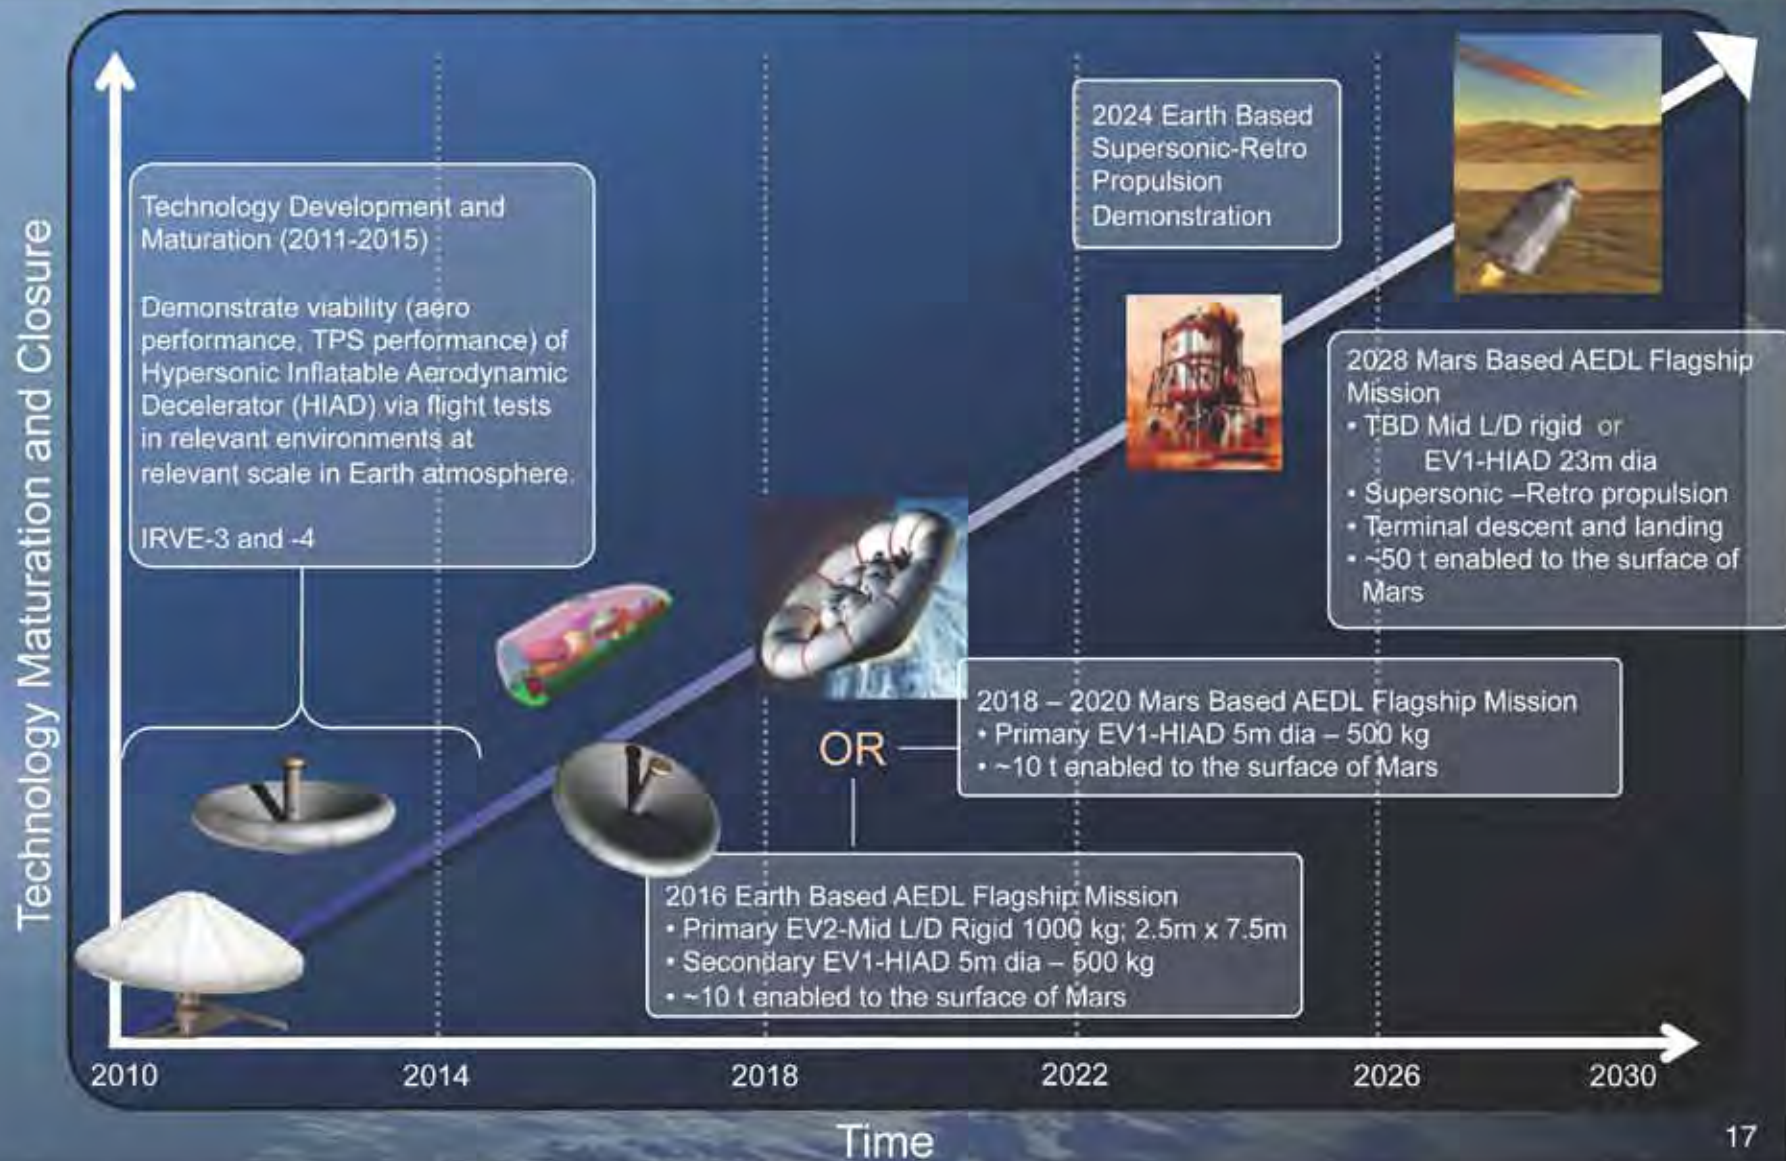 Technology Maturation and Closure
Technology Development and
Maturation (2011-2015)
Demonstrate viability (aero
performance, TPS performance) of
Hypersonic Inflatable Aerodynamic
Decelerator (HIAD) via flight tests
in relevant environments at
relevant scale in Earth atmosphere.
IRVE-3 and -4
2024 Earth Based
Supersonic-Retro
Propulsion
Demonstration
2028 Mars Based AEDL Flagship
Mission
• TBD Mid L/D rigid or
EV1-HIAD 23m dia
• Supersonic –Retro propulsion
• Terminal descent and landing
• ~50 t enabled to the surface of
Mars
2018 – 2020 Mars Based AEDL Flagship Mission
• Primary EV1-HIAD 5m dia – 500 kg
• ~10 t enabled to the surface of Mars
OR
2016 Earth Based AEDL Flagship Mission
• Primary EV2-Mid L/D Rigid 1000 kg; 2.5m x 7.5m
• Secondary EV1-HIAD 5m dia – 500 kg
• ~10 t enabled to the surface of Mars
2010 2014 2018 2022 2026 2030
Time
17